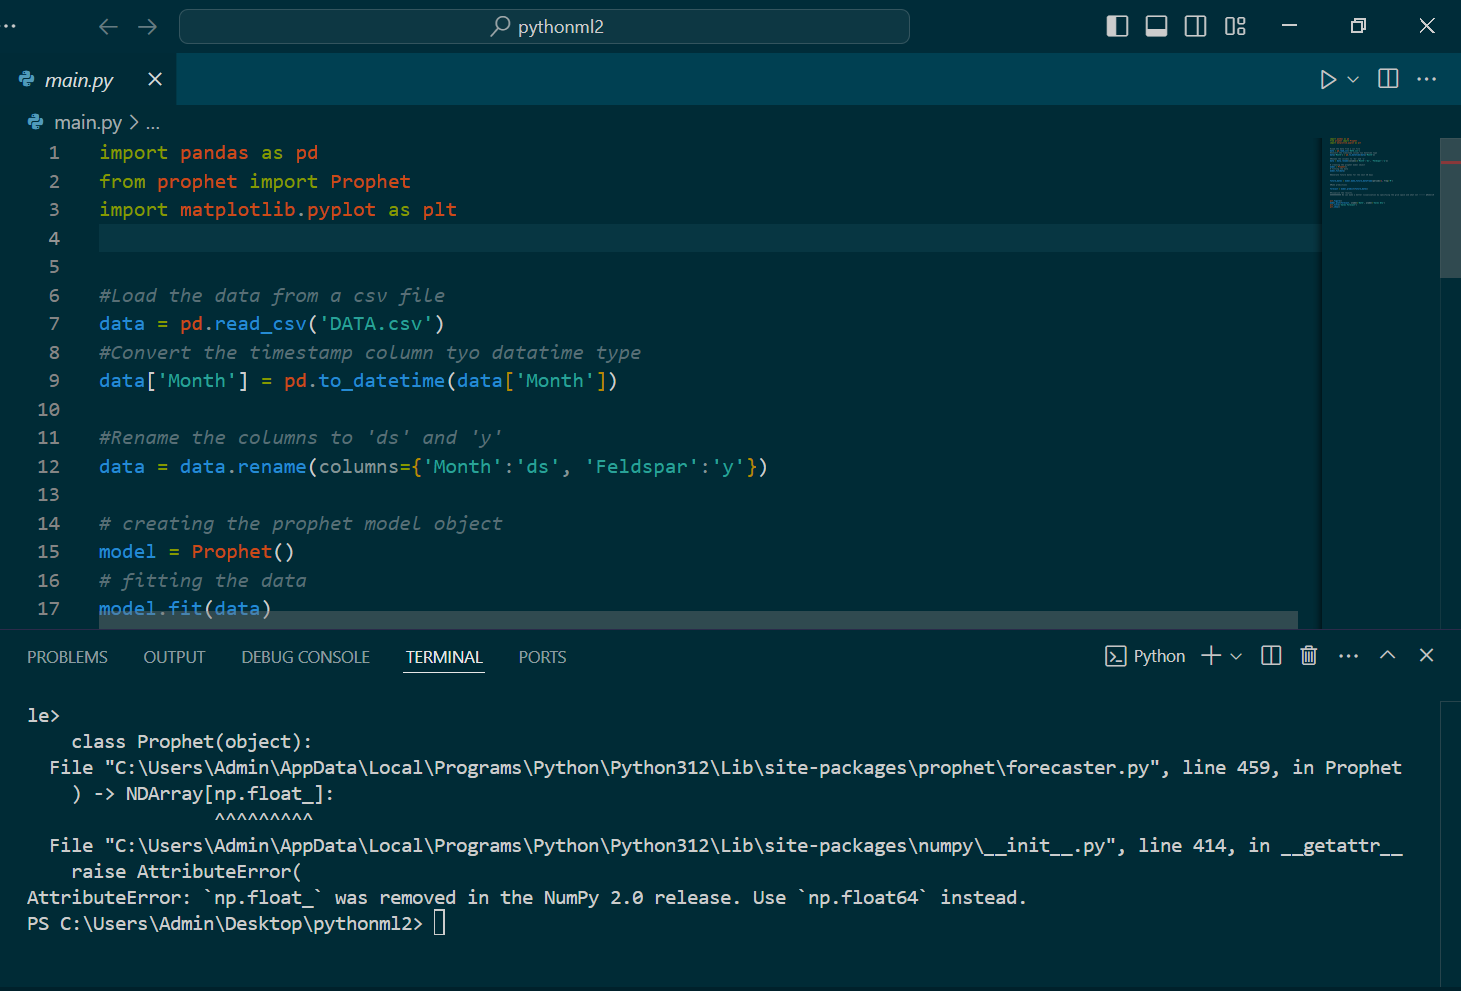 pythonml2
main.py
main.py > ...
1 import pandas as pd
2 from prophet import Prophet
3 import matplotlib.pyplot as plt
4
5
6 #Load the data from a csv file
7 data = pd.read_csv('DATA.csv')
8 #Convert the timestamp column tyo datatime type
9 data['Month'] = pd.to_datetime(data['Month'])
10
11 #Rename the columns to 'ds' and 'y'
12 data = data.rename(columns={'Month':'ds', 'Feldspar':'y'})
13
14 # creating the prophet model object
15 model = Prophet()
16 # fitting the data
17 model.fit(data)
PROBLEMS OUTPUT DEBUG CONSOLE TERMINAL PORTS Python
le>
    class Prophet(object):
  File "C:\Users\Admin\AppData\Local\Programs\Python\Python312\Lib\site-packages\prophet\forecaster.py", line 459, in Prophet
    ) -> NDArray[np.float_]:
                 ^^^^^^^^^
  File "C:\Users\Admin\AppData\Local\Programs\Python\Python312\Lib\site-packages\numpy\__init__.py", line 414, in __getattr__
    raise AttributeError(
AttributeError: `np.float_` was removed in the NumPy 2.0 release. Use `np.float64` instead.
PS C:\Users\Admin\Desktop\pythonml2>